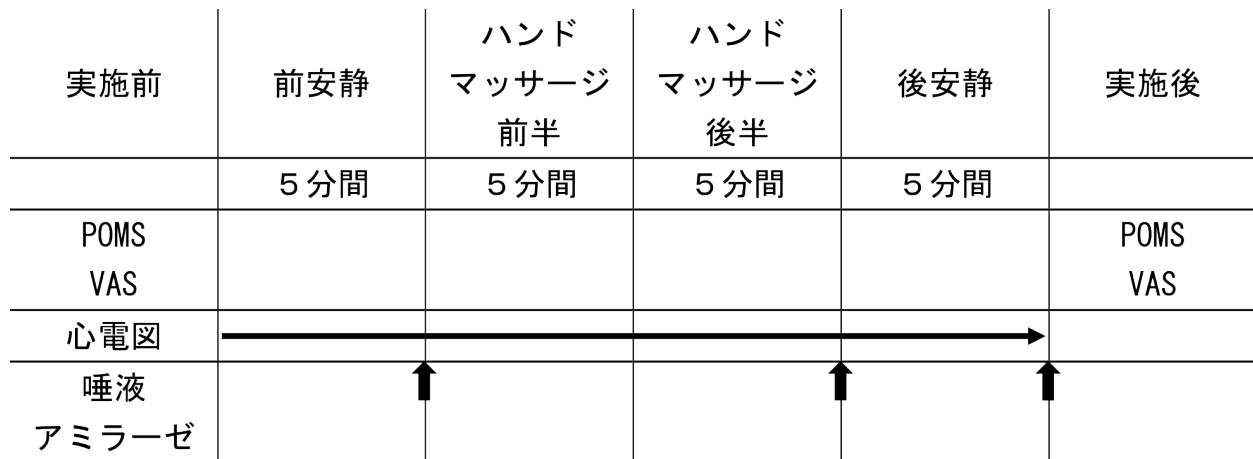 実施前
前安静
ハンド
マッサージ
前半
ハンド
マッサージ
後半
後安静
実施後
５分間
５分間
５分間
５分間
POMS
VAS
POMS
VAS
心電図
唾液
アミラーゼ